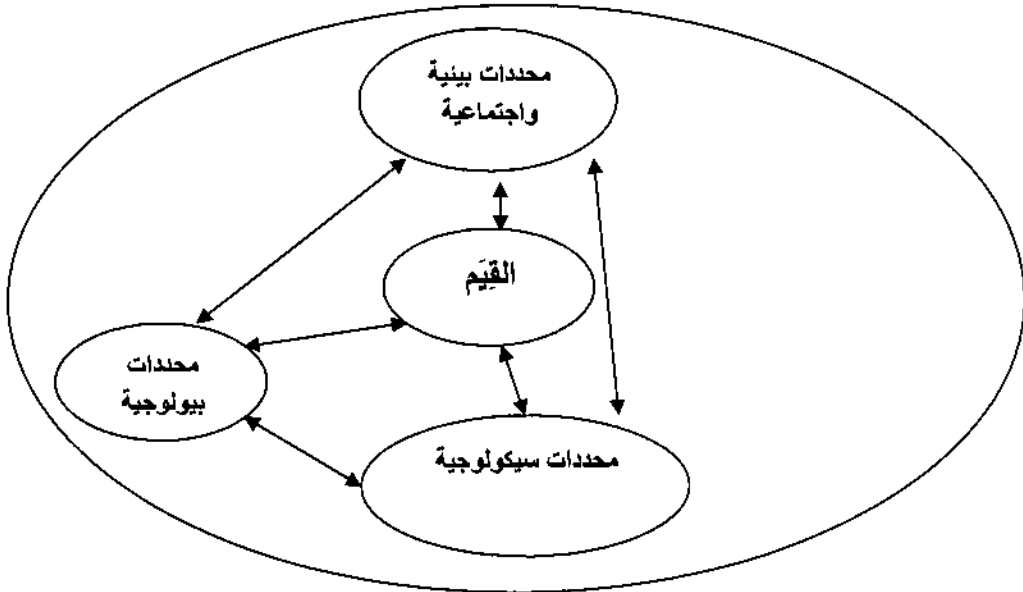 محددات بيئية
واجتماعية
القِيَم
محددات
بيولوجية
محددات سيكولوجية